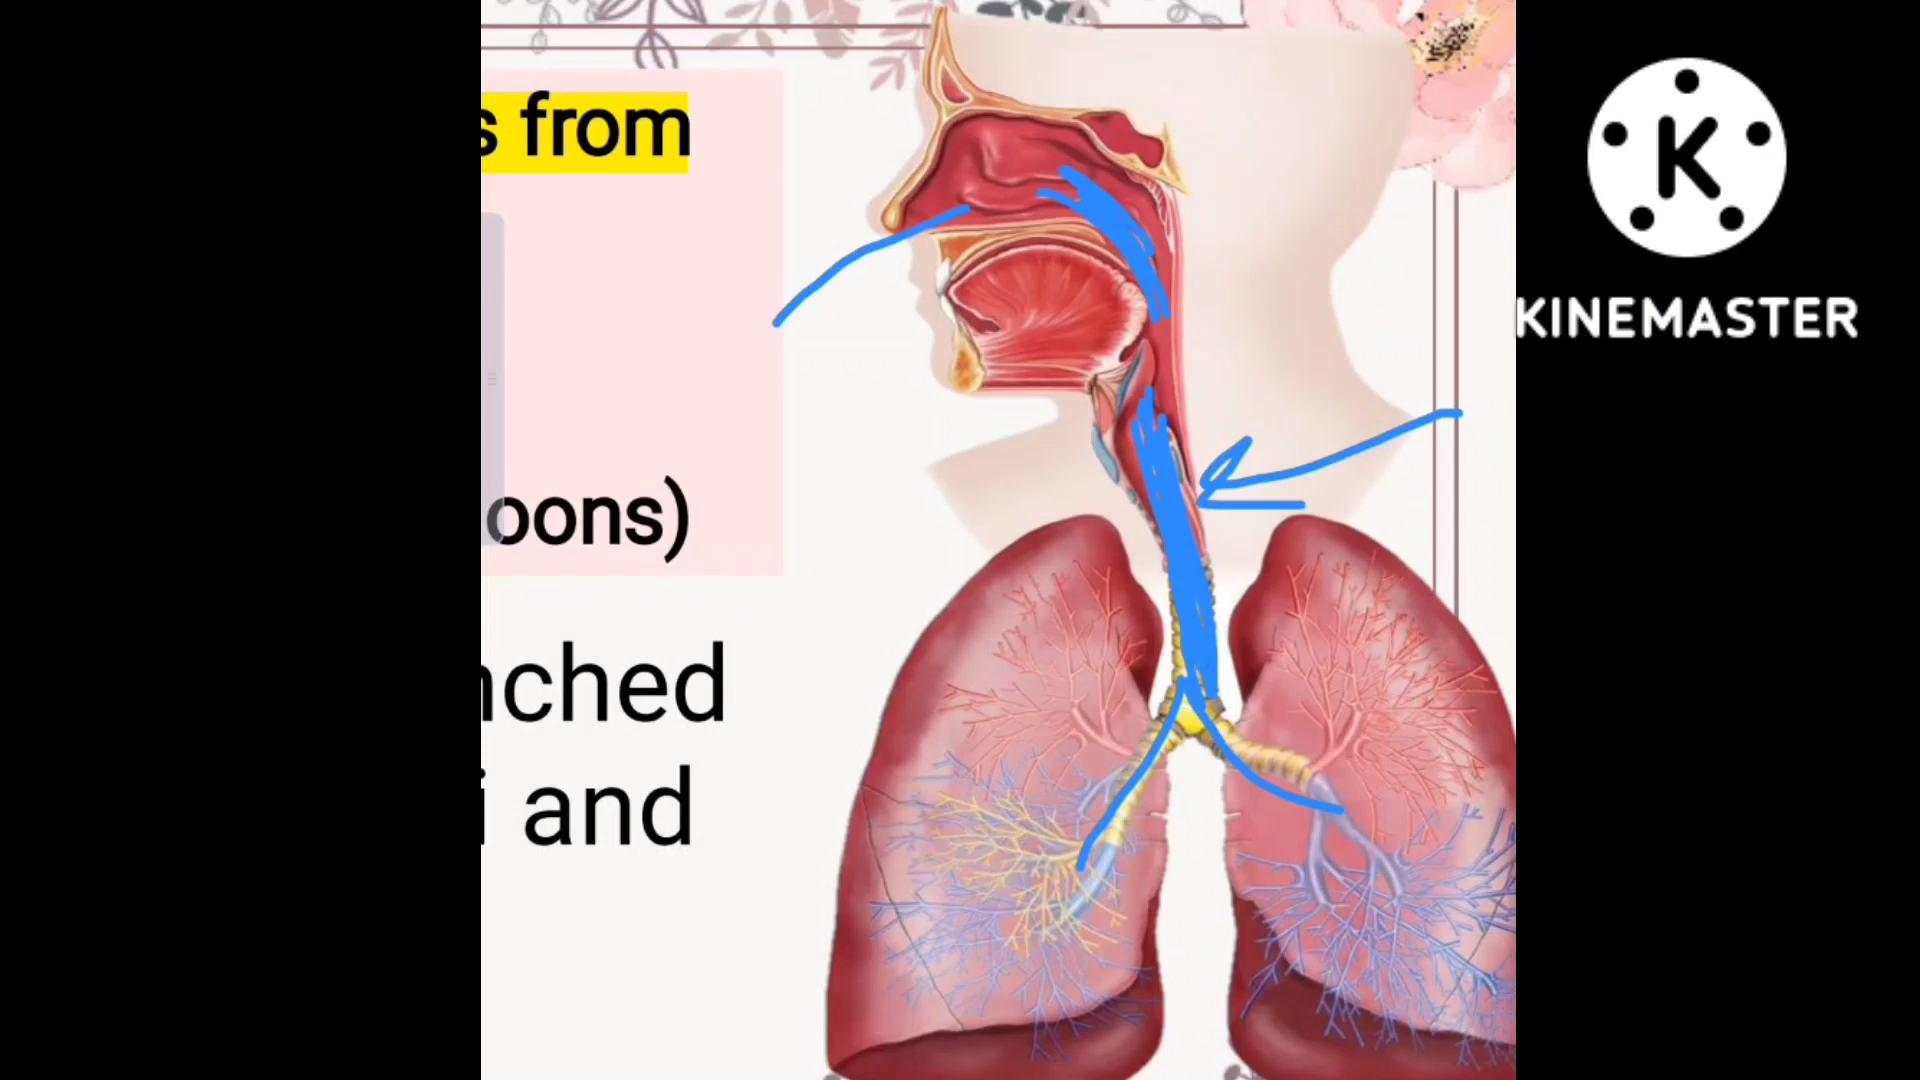 s from
oons)
nched
i and
K
KINEMASTER